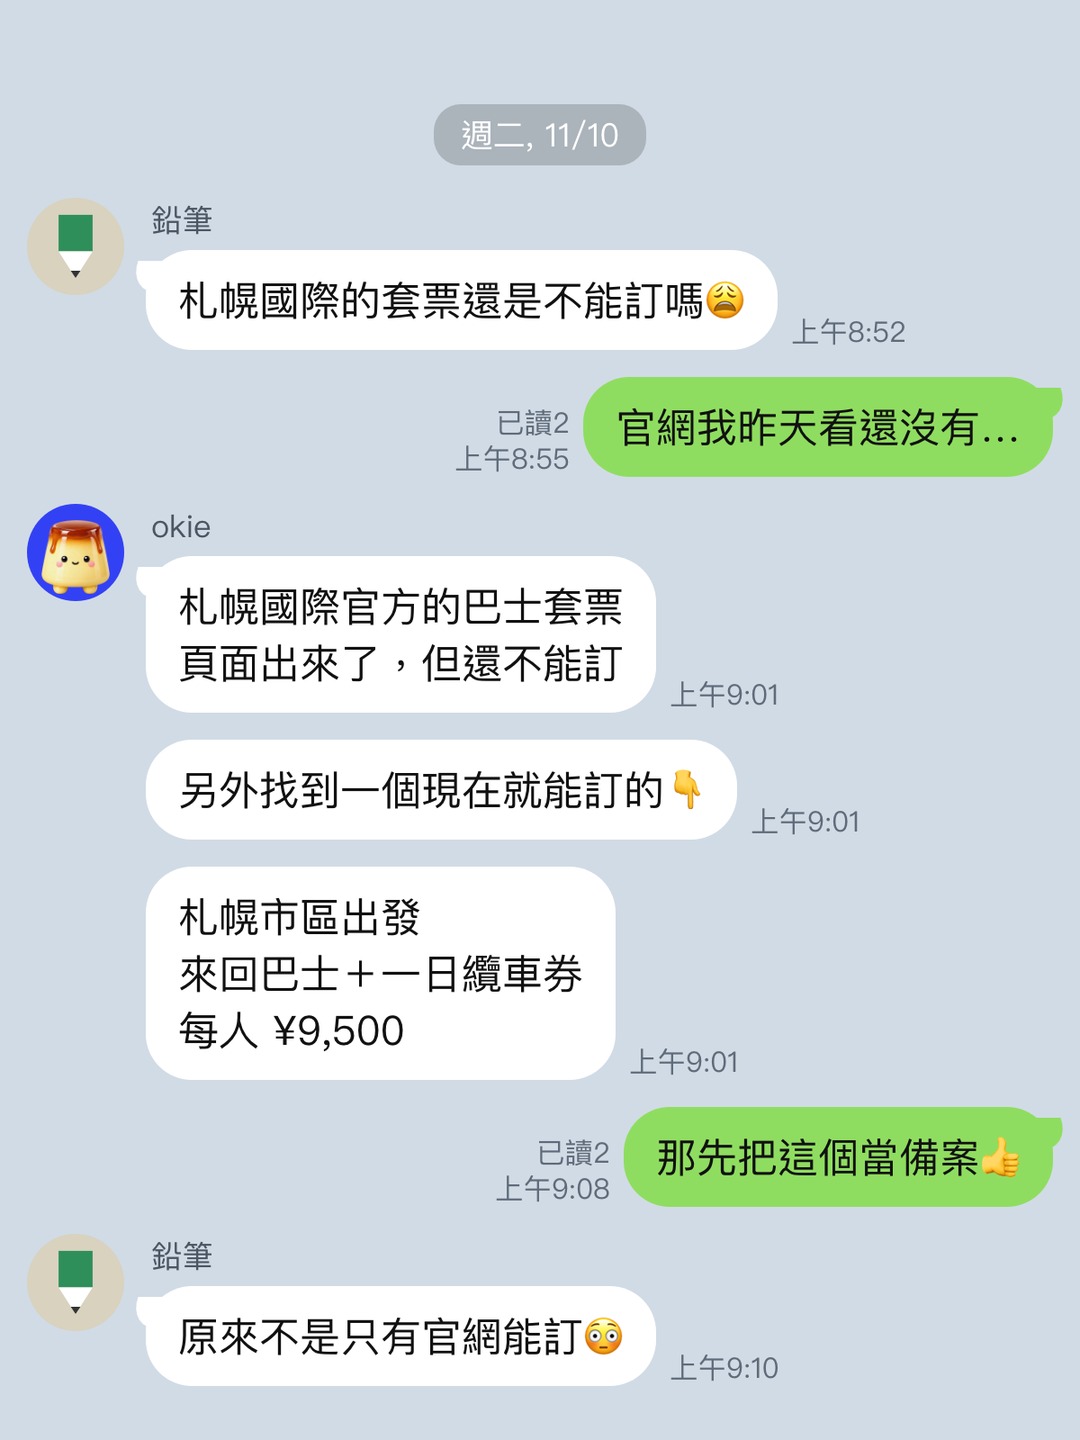 週二, 11/10
鉛筆
札幌國際的套票還是不能訂嗎😩
上午8:52
已讀2
上午8:55
官網我昨天看還沒有...
okie
札幌國際官方的巴士套票
頁面出來了，但還不能訂
上午9:01
另外找到一個現在就能訂的👇
上午9:01
札幌市區出發
來回巴士＋一日纜車券
每人 ¥9,500
上午9:01
已讀2
上午9:08
那先把這個當備案👍
鉛筆
原來不是只有官網能訂😳
上午9:10